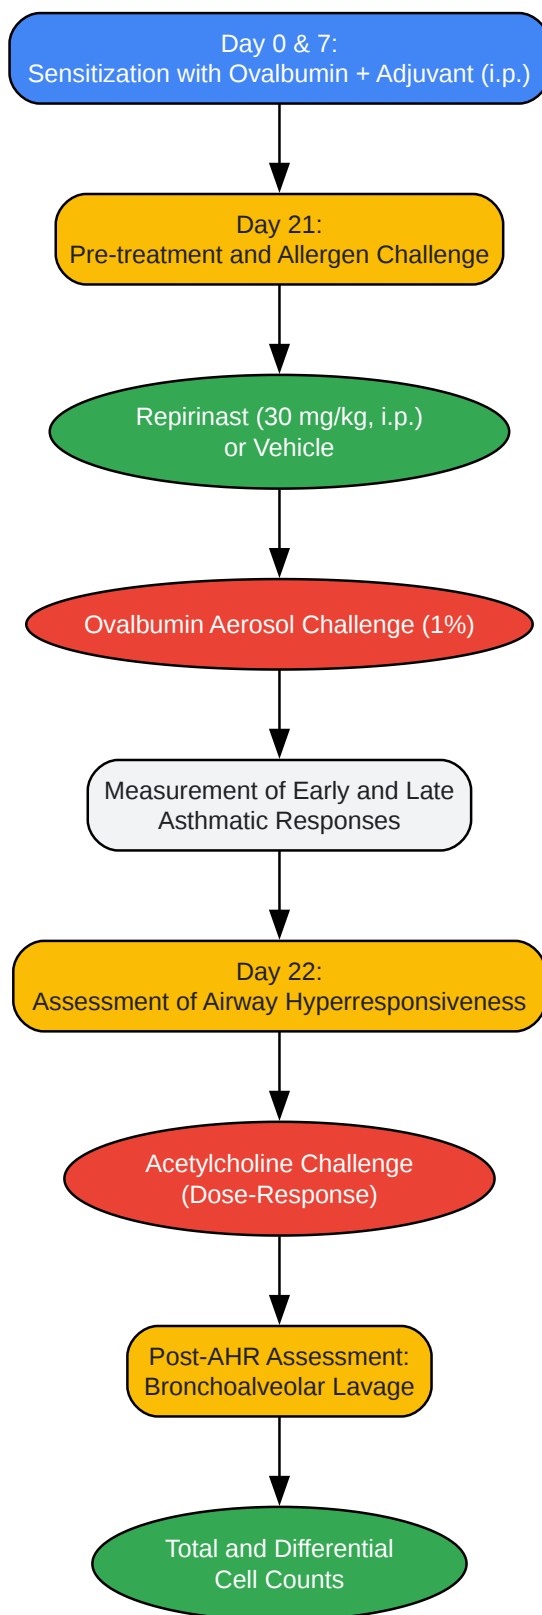 Day 0 & 7:
Sensitization with Ovalbumin + Adjuvant (i.p.)
Day 21:
Pre-treatment and Allergen Challenge
Repirinast (30 mg/kg, i.p.)
or Vehicle
Ovalbumin Aerosol Challenge (1%)
Measurement of Early and Late
Asthmatic Responses
Day 22:
Assessment of Airway Hyperresponsiveness
Acetylcholine Challenge
(Dose-Response)
Post-AHR Assessment:
Bronchoalveolar Lavage
Total and Differential
Cell Counts